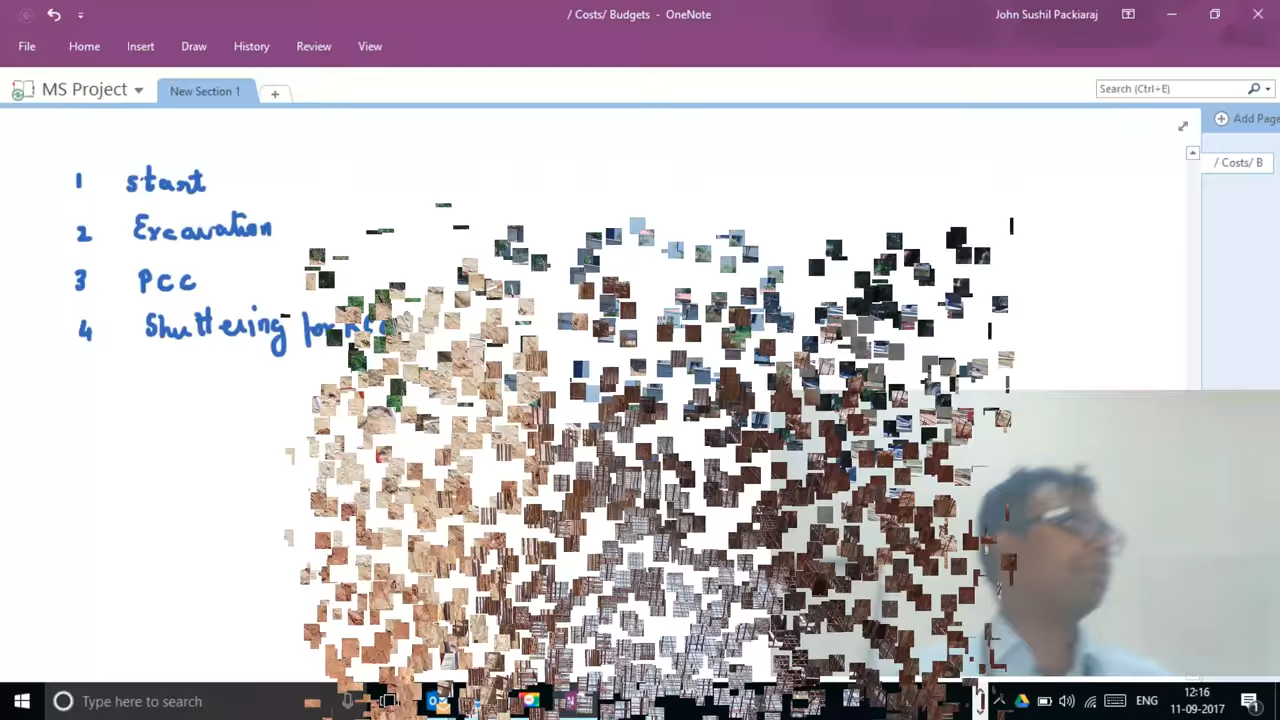 / Costs/ Budgets - OneNote
John Sushil Packiaraj
File Home Insert Draw History Review View
MS Project
New Section 1
Search (Ctrl+E)
Add Page
/ Costs/ B
1 start
2 Excavation
3 PCC
4 Shuttering for
Type here to search
ENG
12:16
11-09-2017